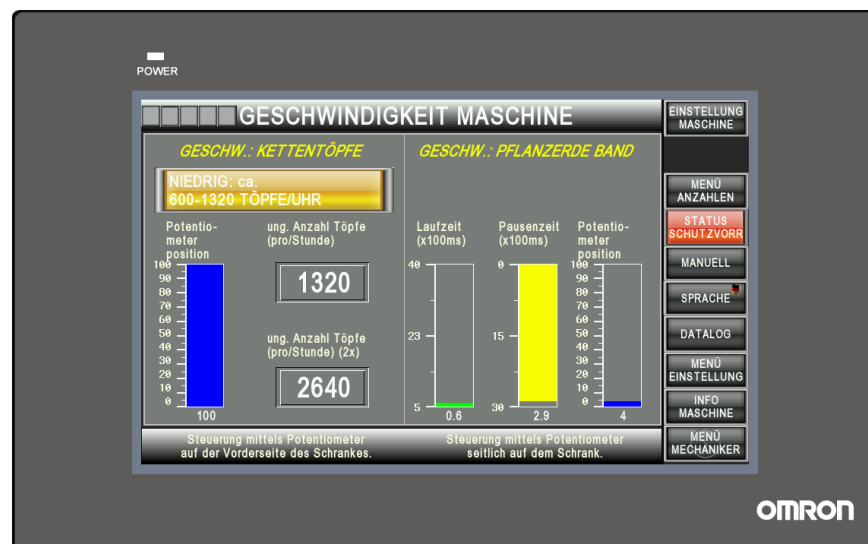 POWER
GESCHWINDIGKEIT MASCHINE
GESCHW.: KETTENTÖPFE
GESCHW.: PFLANZERDE BAND
NIEDRIG: ca.
600-1320 TÖPFE/UHR
Potentio-
meter
position
100
90
80
70
60
50
40
30
20
10
0
100
ung. Anzahl Töpfe
(pro/Stunde)
1320
ung. Anzahl Töpfe
(pro/Stunde) (2x)
2640
Laufzeit
(x100ms)
40
23
5
0.6
Pausenzeit
(x100ms)
0
15
30
2.9
Potentio-
meter
position
100
90
80
70
60
50
40
30
20
10
0
4
Steuerung mittels Potentiometer
auf der Vorderseite des Schrankes.
Steuerung mittels Potentiometer
seitlich auf dem Schrank.
EINSTELLUNG
MASCHINE
MENÜ
ANZAHLEN
STATUS
SCHUTZVORR
MANUELL
SPRACHE
DATALOG
MENÜ
EINSTELLUNG
INFO
MASCHINE
MENÜ
MECHANIKER
OMRON